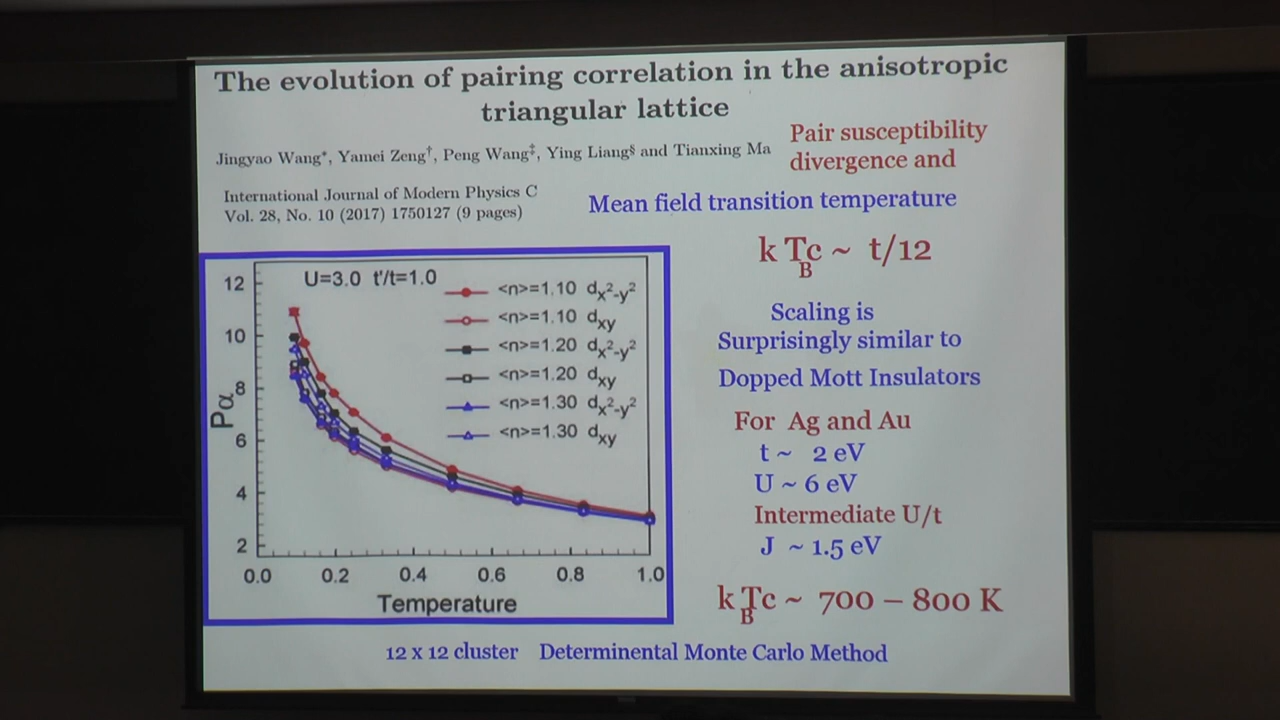 The evolution of pairing correlation in the anisotropic
triangular lattice
Jingyao Wang*, Yamei Zeng†, Peng Wang‡, Ying Liang§ and Tianxing Ma
Pair susceptibility
divergence and
International Journal of Modern Physics C
Vol. 28, No. 10 (2017) 1750127 (9 pages)
Mean field transition temperature
k_B Tc ~ t/12
Scaling is
Surprisingly similar to
Dopped Mott Insulators
For Ag and Au
t ~ 2 eV
U ~ 6 eV
Intermediate U/t
J ~ 1.5 eV
k_B Tc ~ 700 – 800 K
U=3.0 t'/t=1.0
<n>=1.10 dx²-y²
<n>=1.10 dxy
<n>=1.20 dx²-y²
<n>=1.20 dxy
<n>=1.30 dx²-y²
<n>=1.30 dxy
Pα
12
10
8
6
4
2
0.0 0.2 0.4 0.6 0.8 1.0
Temperature
12 x 12 cluster Determinental Monte Carlo Method